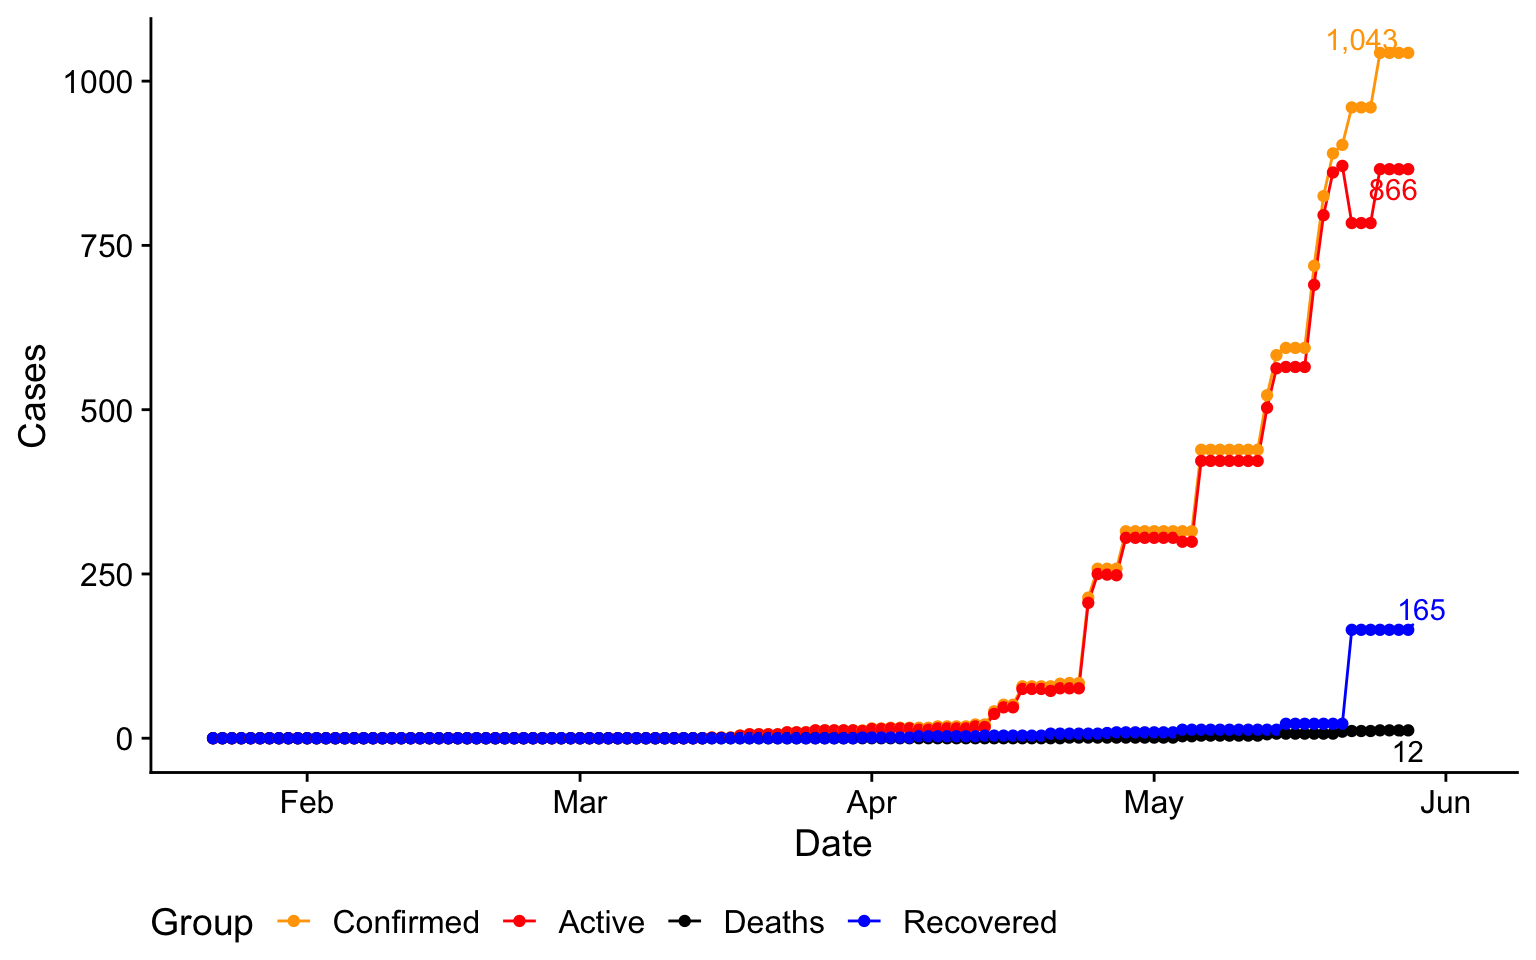 1,043
1000
866
750
Cases
500
250
165
0
12
Feb Mar Apr May Jun
Date
Group Confirmed Active Deaths Recovered